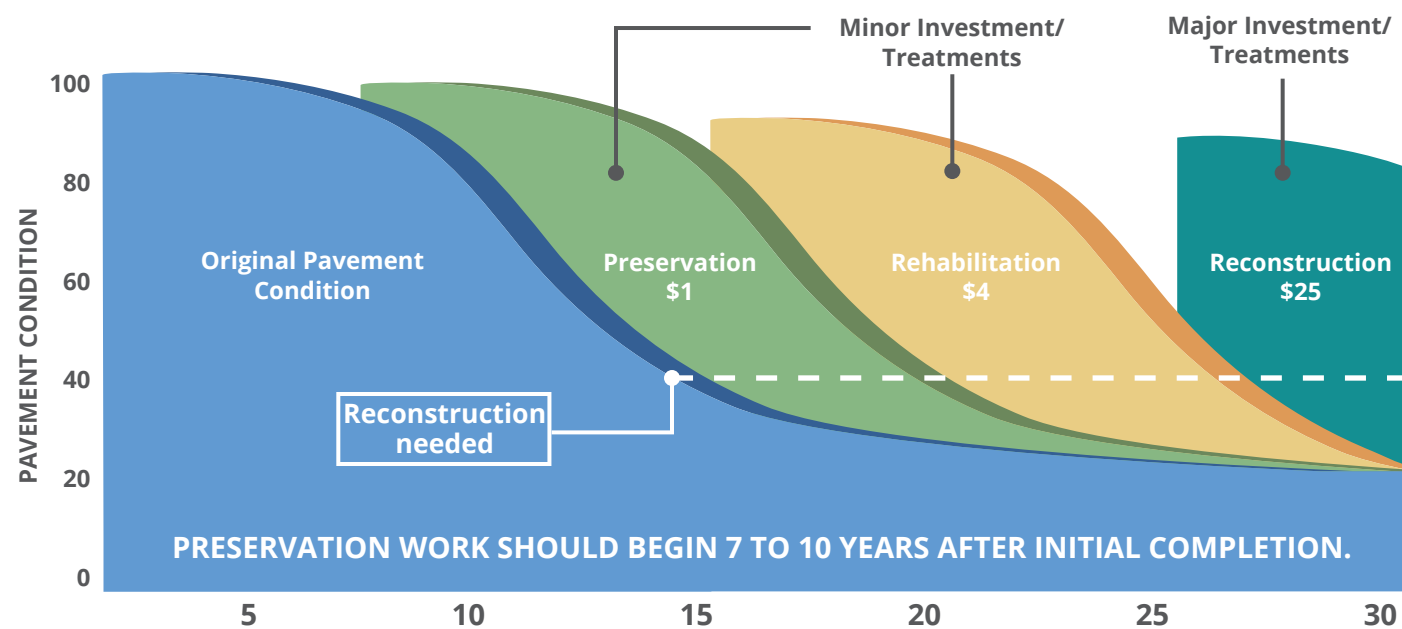 Minor Investment/
Treatments
Major Investment/
Treatments
PAVEMENT CONDITION
100
80
60
40
20
0
Original Pavement
Condition
Preservation
$1
Rehabilitation
$4
Reconstruction
$25
Reconstruction
needed
PRESERVATION WORK SHOULD BEGIN 7 TO 10 YEARS AFTER INITIAL COMPLETION.
5 10 15 20 25 30